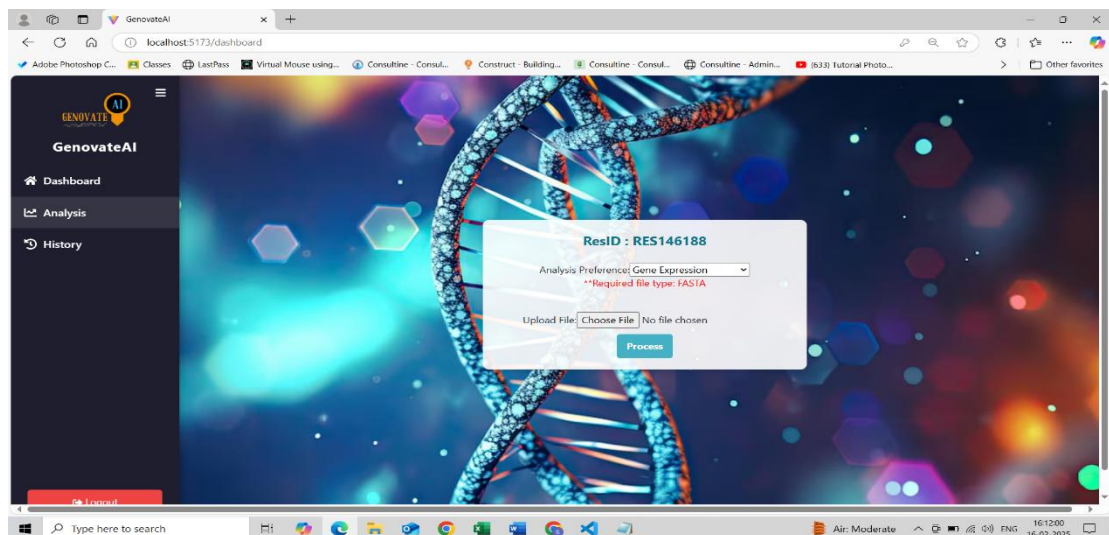 GenovateAI
localhost:5173/dashboard
Adobe Photoshop C... Classes LastPass Virtual Mouse using... Consultine - Consul... Construct - Building... Consultine - Consul... Consultine - Admin... (633) Tutorial Photo... Other favorites
AI
GENOVATE
GenovateAI
Dashboard
Analysis
History
ResID : RES146188
Analysis Preference: Gene Expression
**Required file type: FASTA
Upload File: Choose File No file chosen
Process
Logout
Type here to search
Air: Moderate ENG 16:12:00
16-02-2025